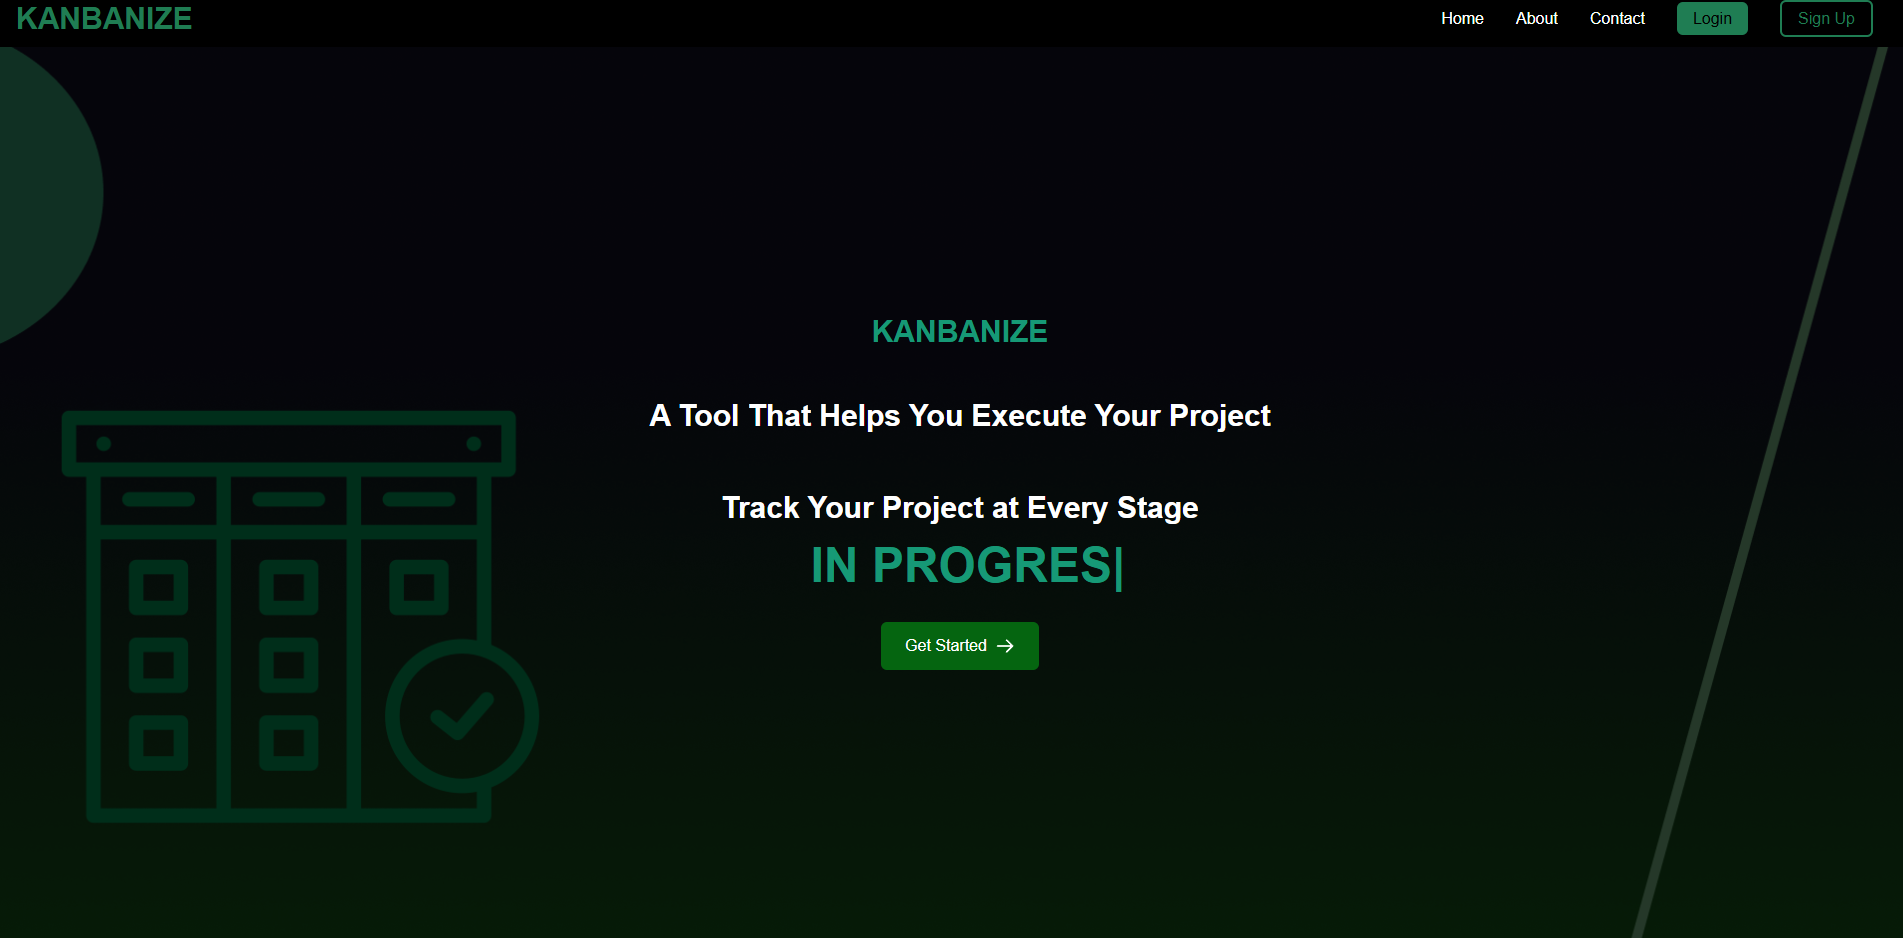 KANBANIZE
Home About Contact Login Sign Up
KANBANIZE
A Tool That Helps You Execute Your Project
Track Your Project at Every Stage
IN PROGRES|
Get Started →